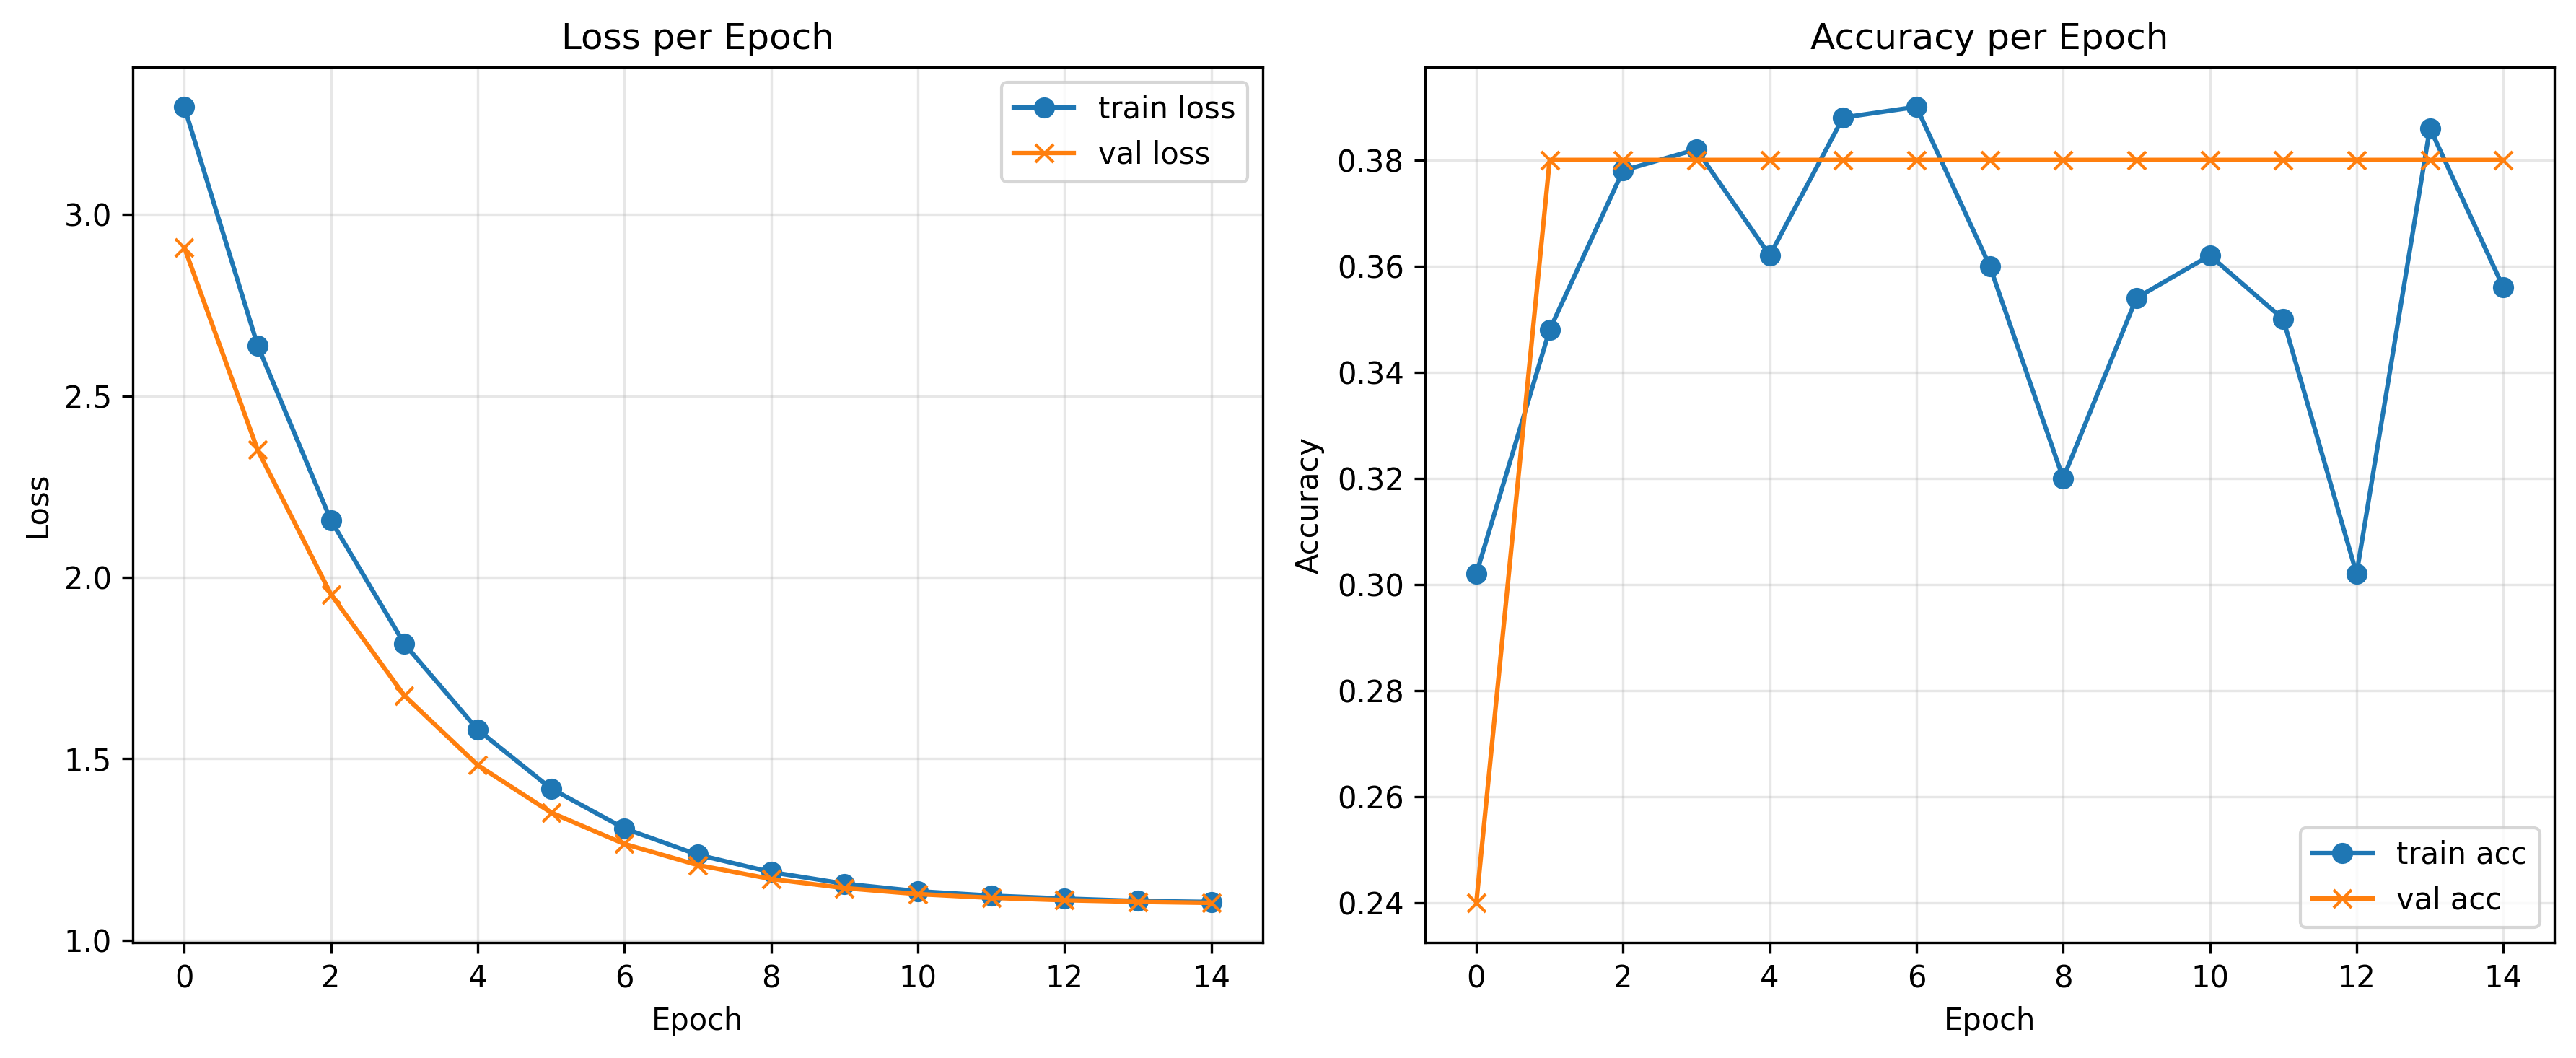 Loss per Epoch
train loss
val loss
3.0
2.5
2.0
1.5
1.0
Loss
0 2 4 6 8 10 12 14
Epoch
Accuracy per Epoch
0.38
0.36
0.34
0.32
0.30
0.28
0.26
0.24
Accuracy
train acc
val acc
0 2 4 6 8 10 12 14
Epoch